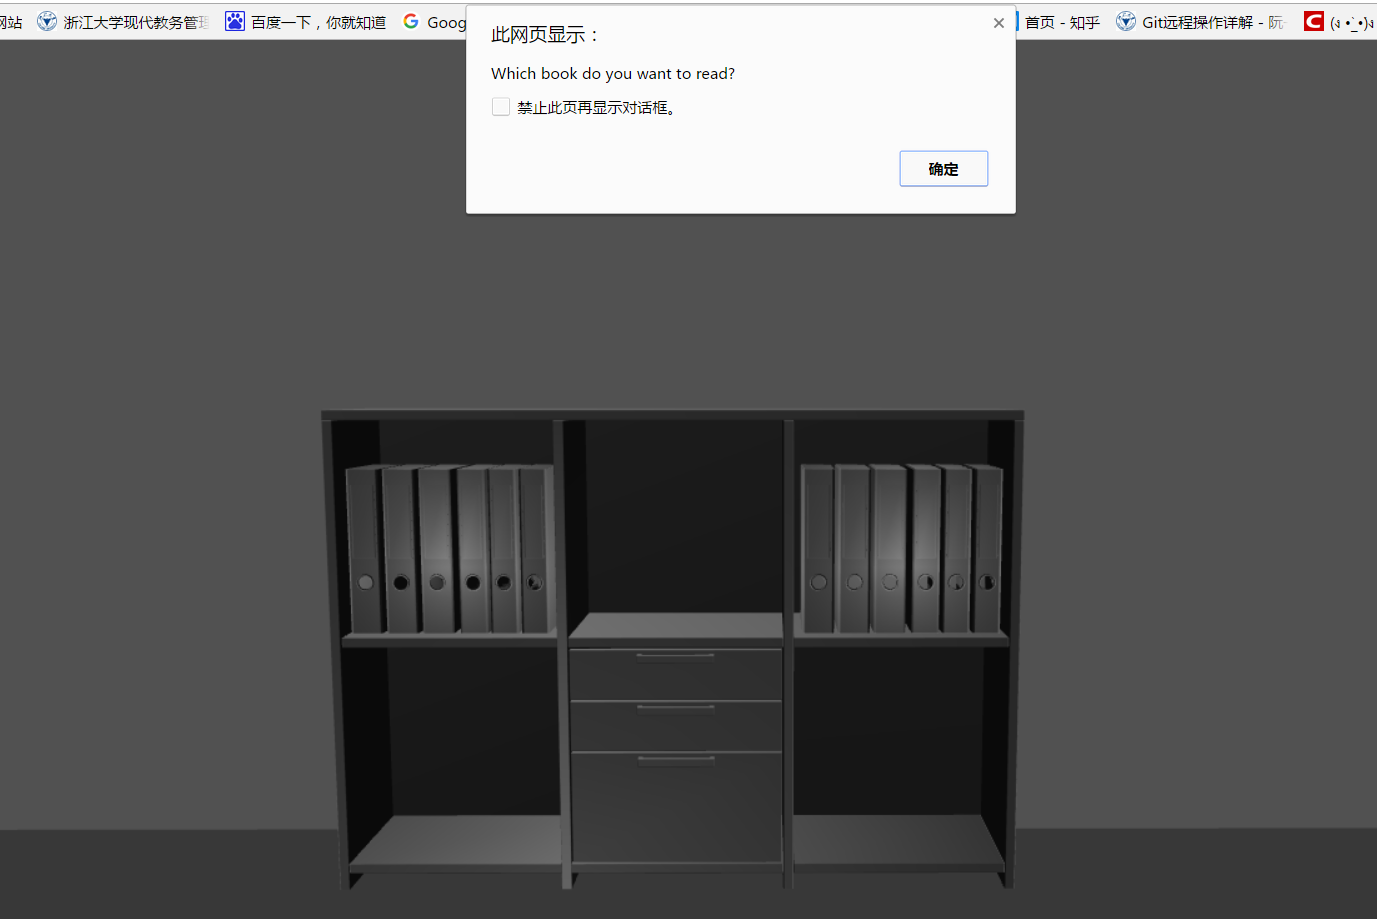 网站 浙江大学现代教务管理 百度一下，你就知道 Goog 首页 - 知乎 Git远程操作详解 - 阮 (ง •̀_•́)ง
此网页显示：
Which book do you want to read?
禁止此页再显示对话框。
确定